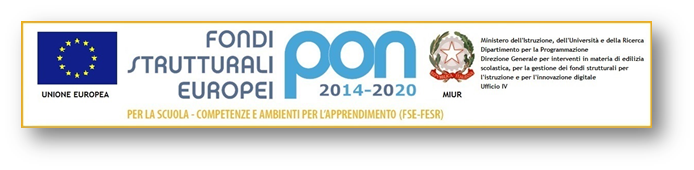 UNIONE EUROPEA
FONDI
STRUTTURALI
EUROPEI
pon
2014-2020
MIUR
Ministero dell'Istruzione, dell'Università e della Ricerca
Dipartimento per la Programmazione
Direzione Generale per interventi in materia di edilizia
scolastica, per la gestione dei fondi strutturali per
l'istruzione e per l'innovazione digitale
Ufficio IV
PER LA SCUOLA - COMPETENZE E AMBIENTI PER L'APPRENDIMENTO (FSE-FESR)